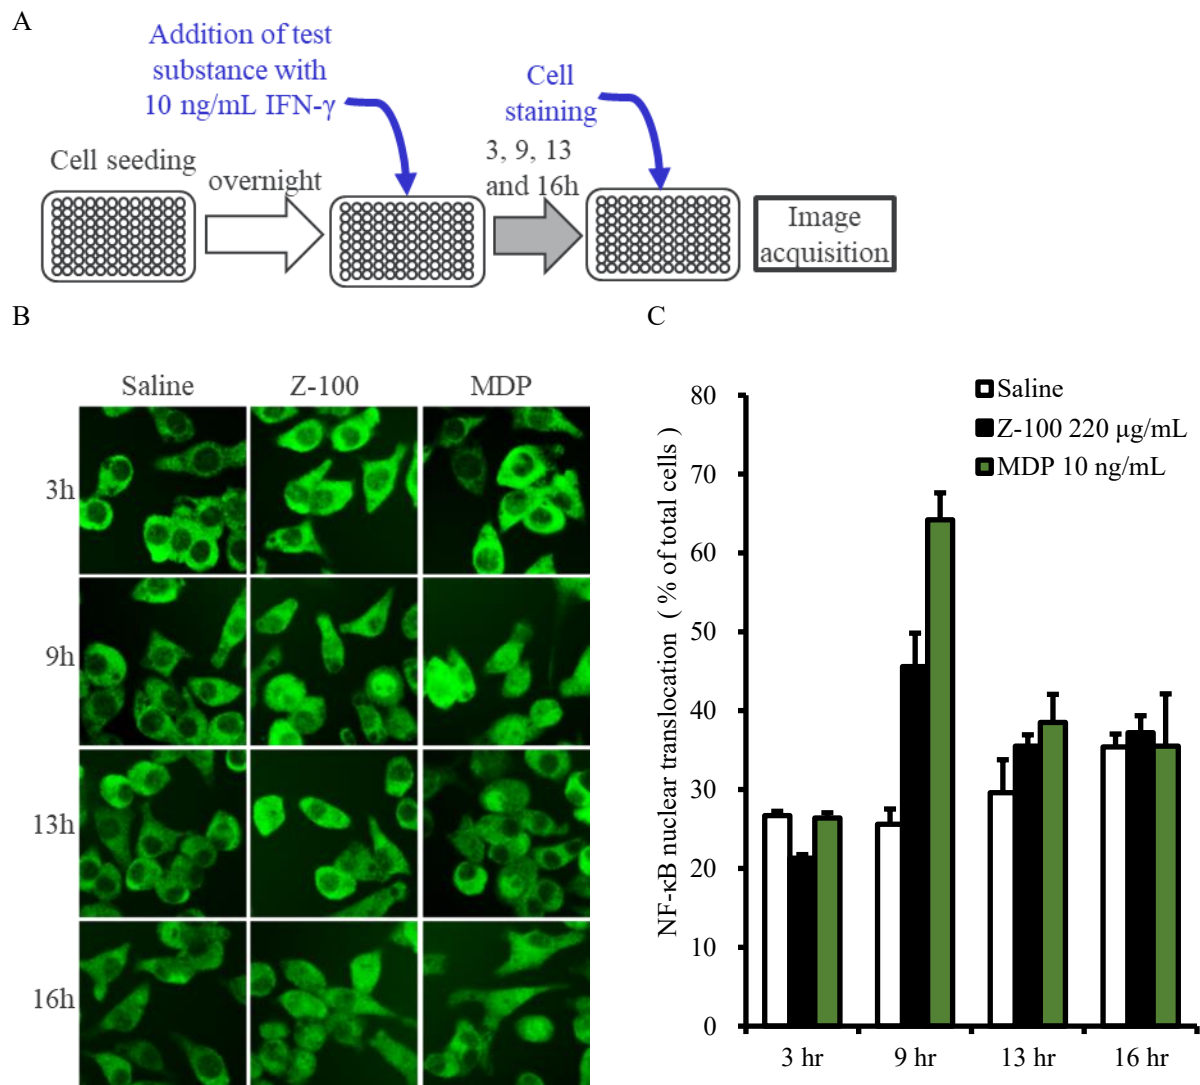 A
Addition of test
substance with
10 ng/mL IFN-γ
Cell
staining
Cell seeding
overnight
3, 9, 13
and 16h
Image
acquisition
B
Saline
Z-100
MDP
3h
9h
13h
16h
C
Saline
Z-100 220 μg/mL
MDP 10 ng/mL
NF-κB nuclear translocation ( % of total cells )
80
70
60
50
40
30
20
10
0
3 hr
9 hr
13 hr
16 hr